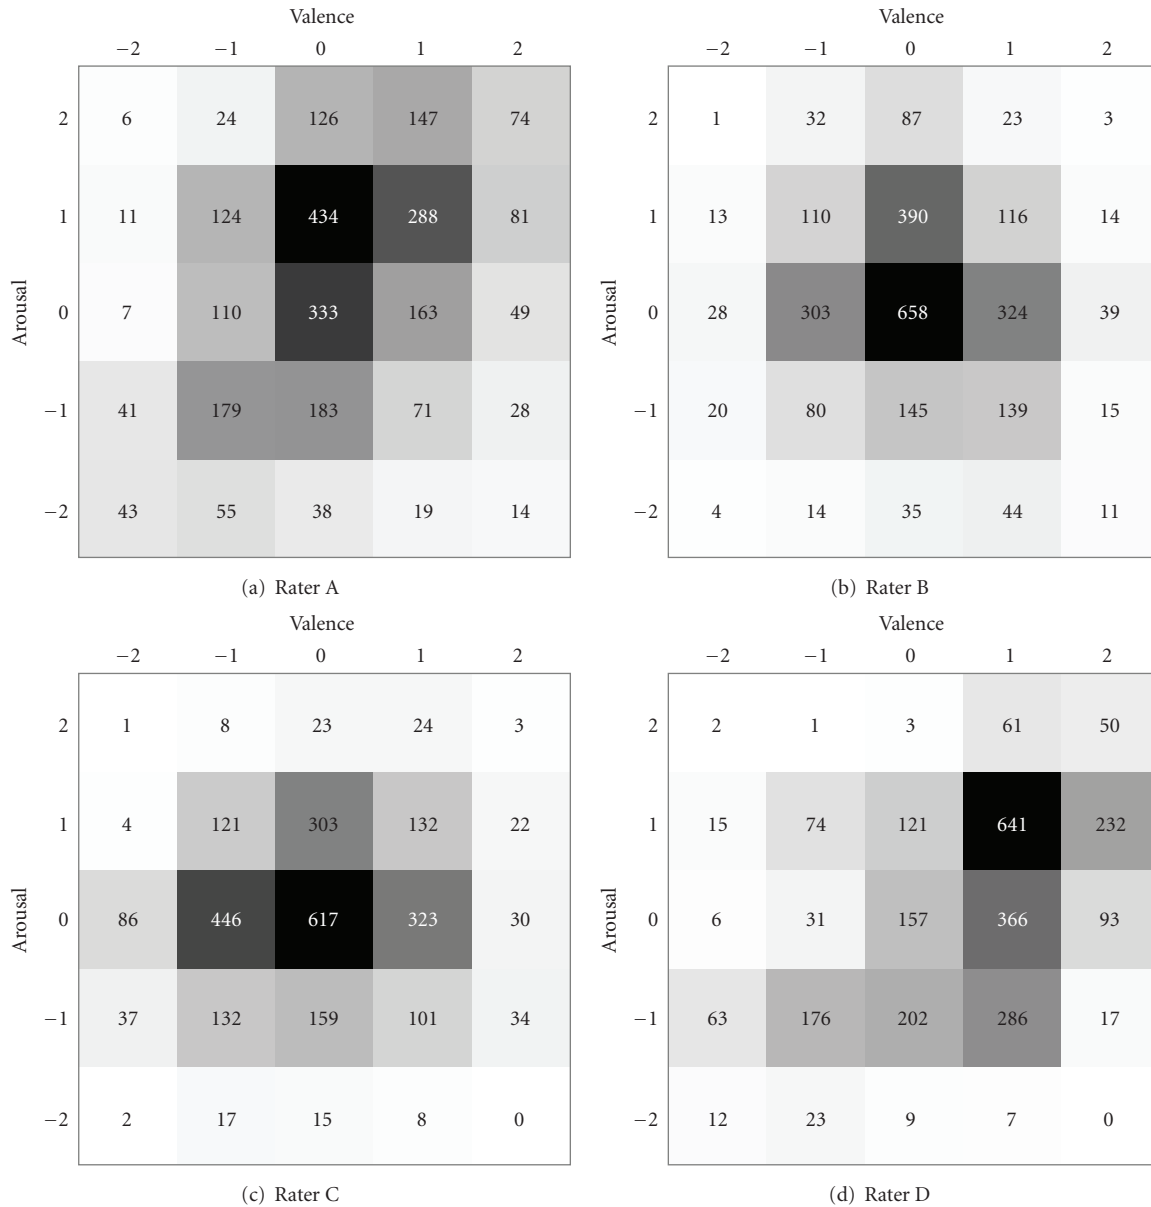 Valence
−2 −1 0 1 2
Arousal
2 6 24 126 147 74
1 11 124 434 288 81
0 7 110 333 163 49
−1 41 179 183 71 28
−2 43 55 38 19 14
(a) Rater A
Valence
−2 −1 0 1 2
Arousal
2 1 32 87 23 3
1 13 110 390 116 14
0 28 303 658 324 39
−1 20 80 145 139 15
−2 4 14 35 44 11
(b) Rater B
Valence
−2 −1 0 1 2
Arousal
2 1 8 23 24 3
1 4 121 303 132 22
0 86 446 617 323 30
−1 37 132 159 101 34
−2 2 17 15 8 0
(c) Rater C
Valence
−2 −1 0 1 2
Arousal
2 2 1 3 61 50
1 15 74 121 641 232
0 6 31 157 366 93
−1 63 176 202 286 17
−2 12 23 9 7 0
(d) Rater D